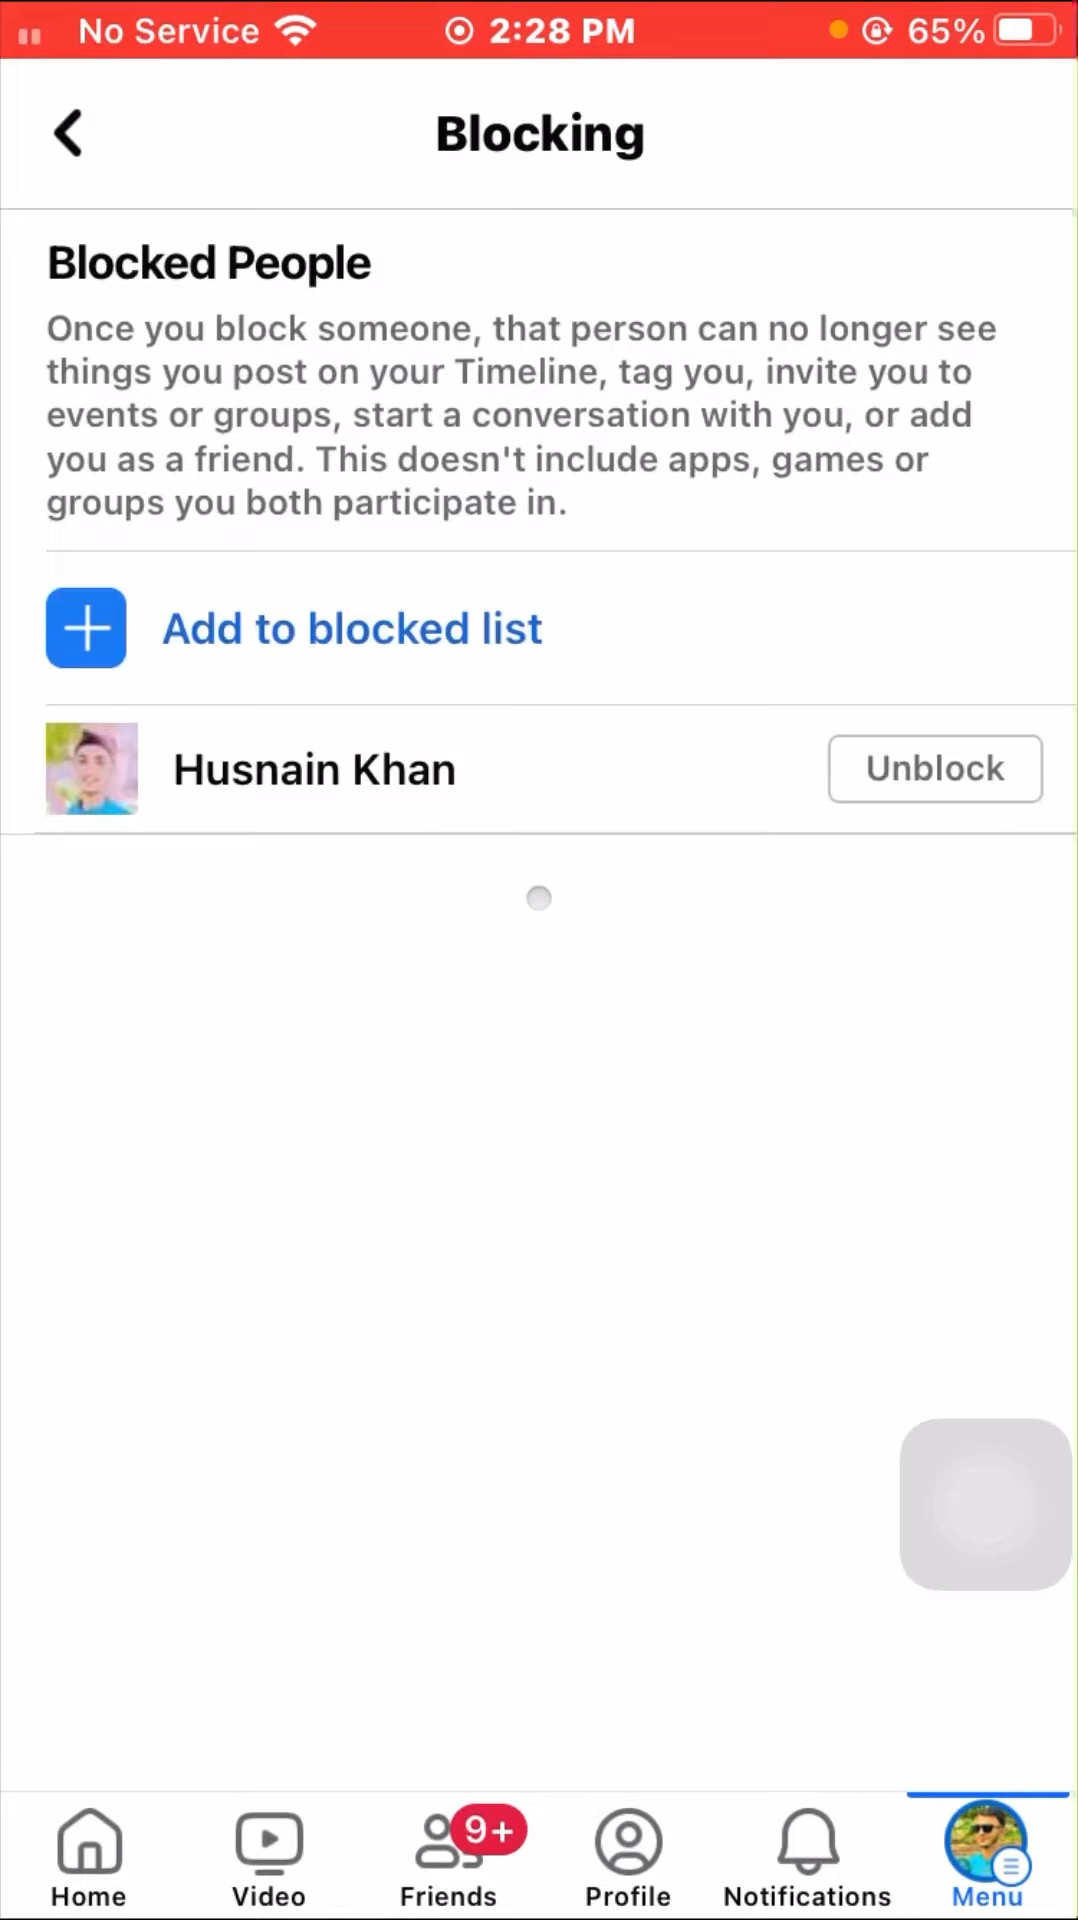 No Service 2:28 PM 65%
Blocking
Blocked People
Once you block someone, that person can no longer see
things you post on your Timeline, tag you, invite you to
events or groups, start a conversation with you, or add
you as a friend. This doesn't include apps, games or
groups you both participate in.
Add to blocked list
Husnain Khan Unblock
9+
Home Video Friends Profile Notifications Menu